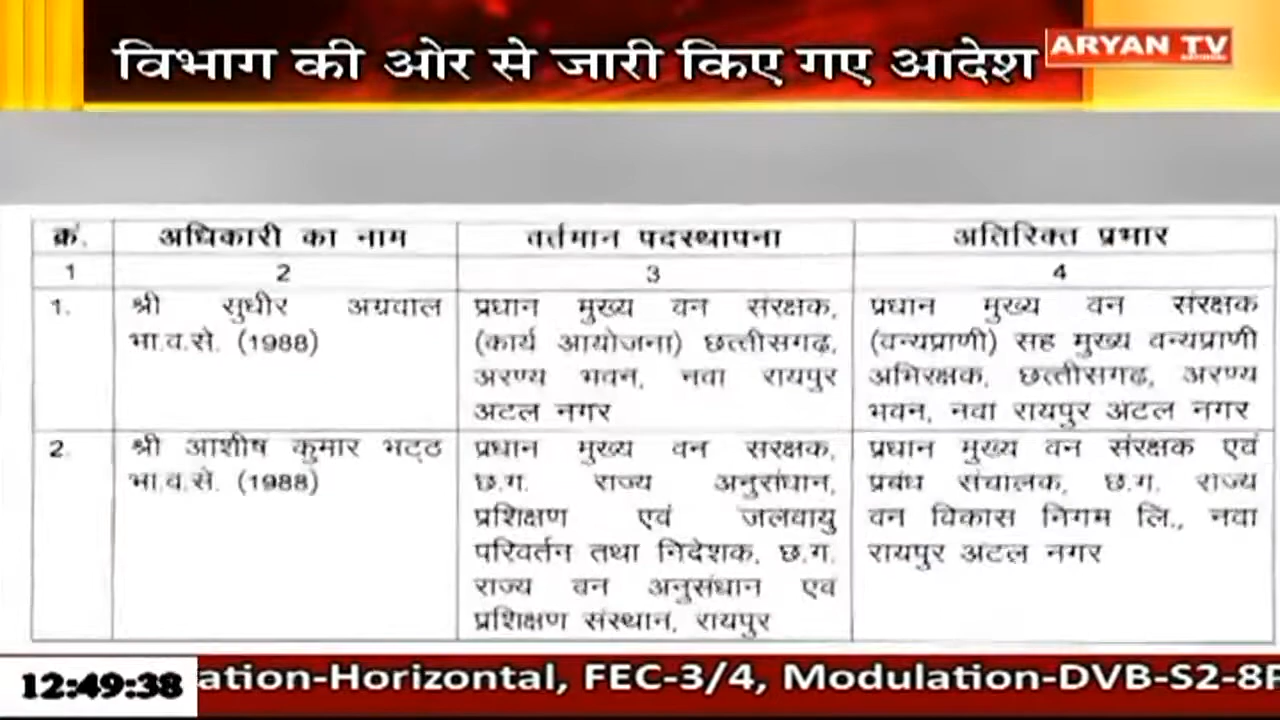 विभाग की ओर से जारी किए गए आदेश
ARYAN TV
क्र. अधिकारी का नाम वर्तमान पदस्थापना अतिरिक्त प्रभार
1 2 3 4
1.
श्री सुधीर अग्रवाल
भा.व.से. (1988)
प्रधान मुख्य वन संरक्षक,
(कार्य आयोजना) छत्तीसगढ़,
अरण्य भवन, नवा रायपुर
अटल नगर
प्रधान मुख्य वन संरक्षक
(वन्यप्राणी) सह मुख्य वन्यप्राणी
अभिरक्षक, छत्तीसगढ़, अरण्य
भवन, नवा रायपुर अटल नगर
2.
श्री आशीष कुमार भट्ठ
भा.व.से. (1988)
प्रधान मुख्य वन संरक्षक,
छ.ग. राज्य अनुसंधान,
प्रशिक्षण एवं जलवायु
परिवर्तन तथा निदेशक, छ.ग.
राज्य वन अनुसंधान एवं
प्रशिक्षण संस्थान, रायपुर
प्रधान मुख्य वन संरक्षक एवं
प्रबंध संचालक, छ.ग. राज्य
वन विकास निगम लि., नवा
रायपुर अटल नगर
12:49:38
ation-Horizontal, FEC-3/4, Modulation-DVB-S2-8P